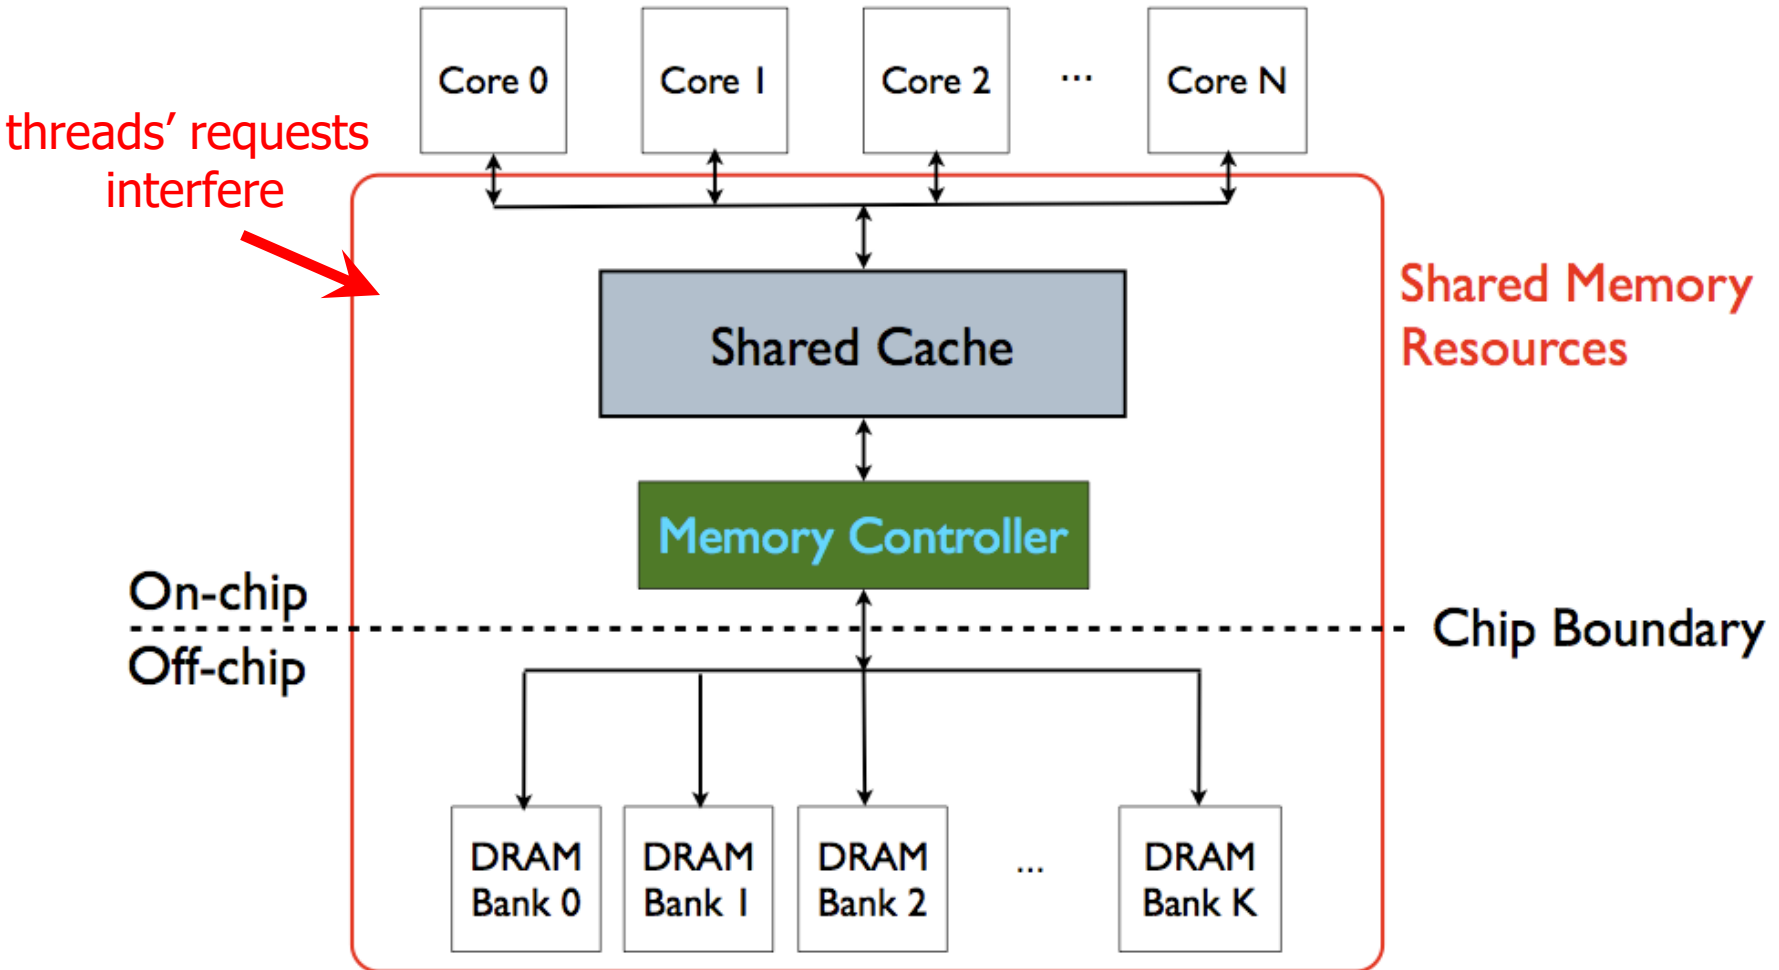 Core 0
Core 1
Core 2
...
Core N
threads’ requests
interfere
Shared Memory
Resources
Shared Cache
Memory Controller
On-chip
Chip Boundary
Off-chip
DRAM
Bank 0
DRAM
Bank 1
DRAM
Bank 2
...
DRAM
Bank K